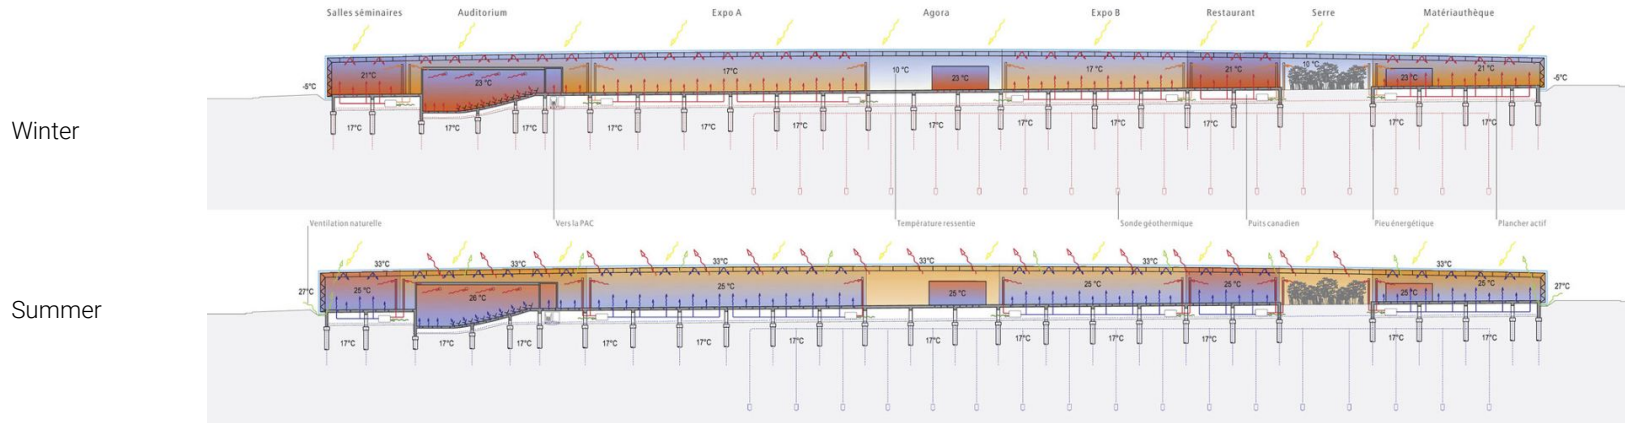 Salles séminaires Auditorium Expo A Agora Expo B Restaurant Serre Matériauthèque
21°C 23 °C 17°C 10 °C 23 °C 17 °C 21 °C 10 °C 23 °C 21 °C
-5°C -5°C
Winter
17°C 17°C 17°C 17°C 17°C 17°C 17°C 17°C 17°C 17°C 17°C 17°C
Ventilation naturelle Vers la PAC Température ressentie Sonde géothermique Puits canadien Pieu énergétique Plancher actif
33°C 33°C 33°C 33°C 33°C 33°C
27°C 25 °C 26 °C 25 °C 25 °C 25 °C 25 °C 25 °C 25 °C 27°C
Summer
17°C 17°C 17°C 17°C 17°C 17°C 17°C 17°C 17°C 17°C 17°C 17°C